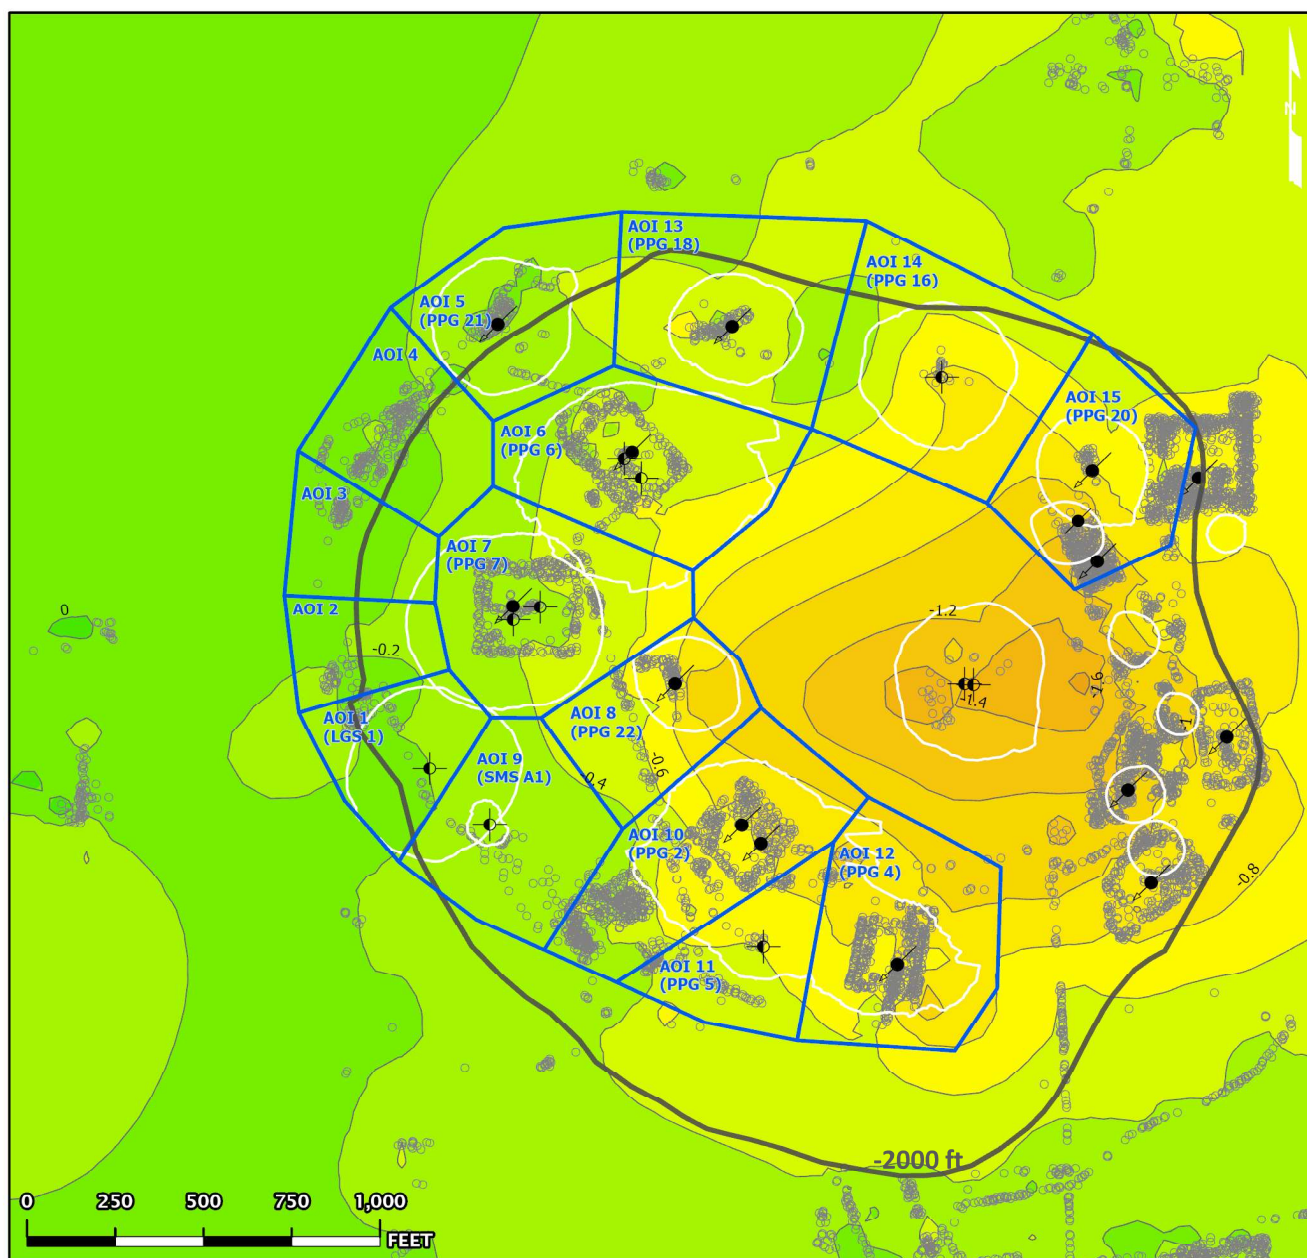 N
AOI 13
(PPG 18)
AOI 14
(PPG 16)
AOI 5
(PPG 21)
AOI 4
AOI 15
(PPG 20)
AOI 6
(PPG 6)
AOI 3
AOI 7
(PPG 7)
AOI 2
0
-1.2
-0.2
-1.6
-1.4
AOI 1
(LGS 1)
AOI 8
(PPG 22)
-1
AOI 9
(SMS A1)
-0.6
-0.4
AOI 10
(PPG 2)
AOI 12
(PPG 4)
-0.8
AOI 11
(PPG 5)
-2000 ft
0 250 500 750 1,000
FEET